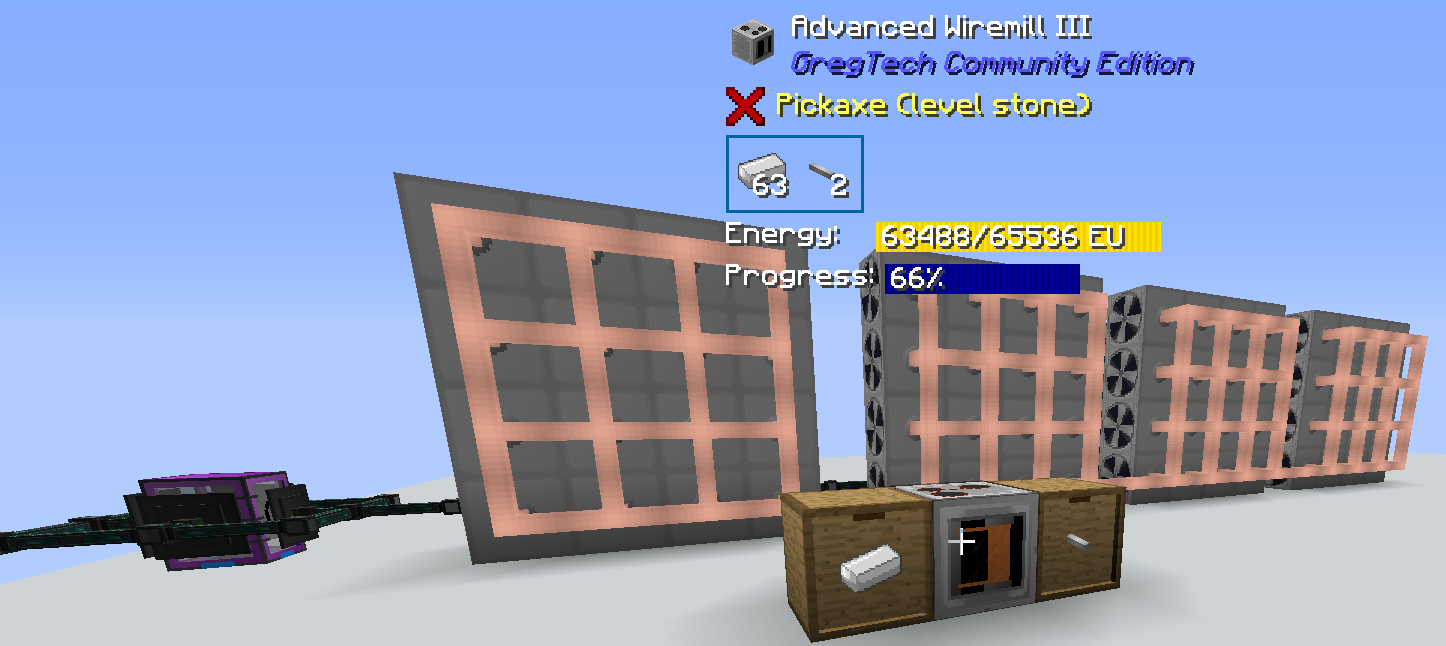 Advanced Wiremill III
GregTech Community Edition
Pickaxe (level stone)
63 2
Energy: 63488/65536 EU
Progress: 66%